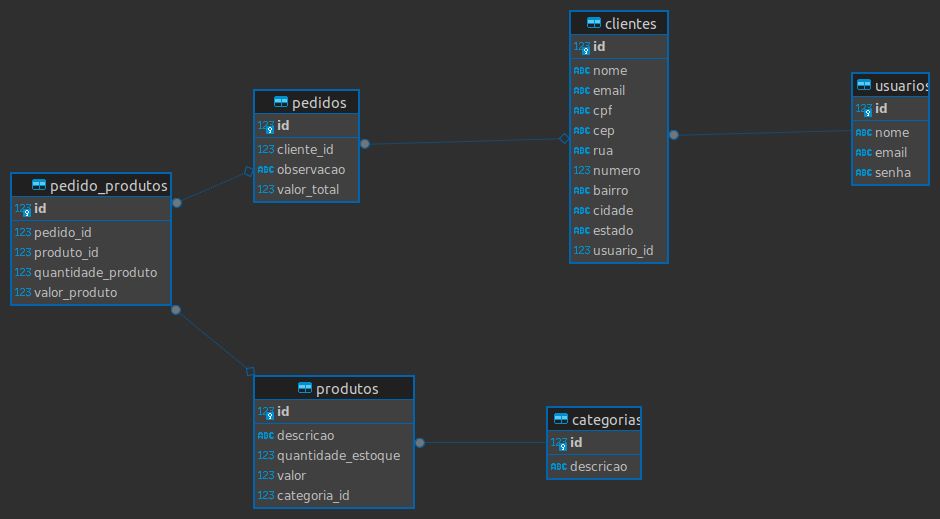 clientes
123 id
ABC nome
ABC email
ABC cpf
ABC cep
ABC rua
123 numero
ABC bairro
ABC cidade
ABC estado
123 usuario_id
usuarios
123 id
ABC nome
ABC email
ABC senha
pedidos
123 id
123 cliente_id
ABC observacao
123 valor_total
pedido_produtos
123 id
123 pedido_id
123 produto_id
123 quantidade_produto
123 valor_produto
produtos
123 id
ABC descricao
123 quantidade_estoque
123 valor
123 categoria_id
categorias
123 id
ABC descricao